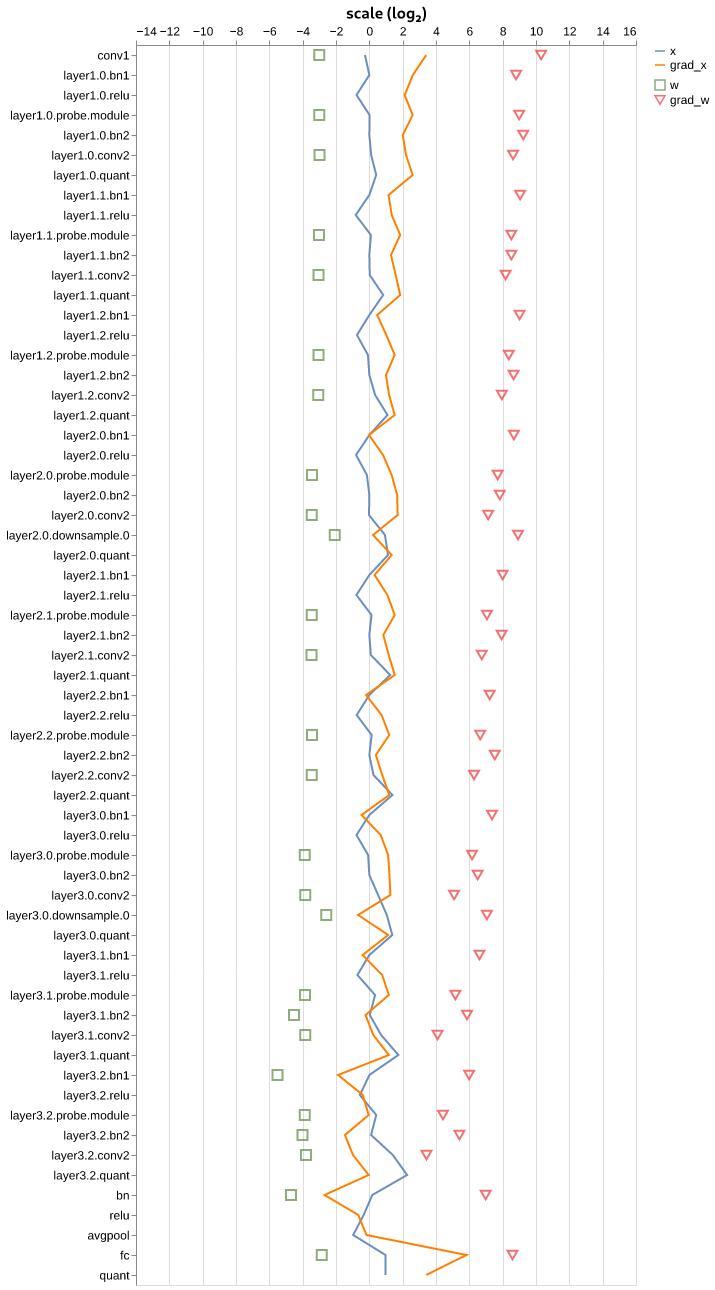 scale (log₂)
−14 −12 −10 −8 −6 −4 −2 0 2 4 6 8 10 12 14 16
x
grad_x
w
grad_w
conv1
layer1.0.bn1
layer1.0.relu
layer1.0.probe.module
layer1.0.bn2
layer1.0.conv2
layer1.0.quant
layer1.1.bn1
layer1.1.relu
layer1.1.probe.module
layer1.1.bn2
layer1.1.conv2
layer1.1.quant
layer1.2.bn1
layer1.2.relu
layer1.2.probe.module
layer1.2.bn2
layer1.2.conv2
layer1.2.quant
layer2.0.bn1
layer2.0.relu
layer2.0.probe.module
layer2.0.bn2
layer2.0.conv2
layer2.0.downsample.0
layer2.0.quant
layer2.1.bn1
layer2.1.relu
layer2.1.probe.module
layer2.1.bn2
layer2.1.conv2
layer2.1.quant
layer2.2.bn1
layer2.2.relu
layer2.2.probe.module
layer2.2.bn2
layer2.2.conv2
layer2.2.quant
layer3.0.bn1
layer3.0.relu
layer3.0.probe.module
layer3.0.bn2
layer3.0.conv2
layer3.0.downsample.0
layer3.0.quant
layer3.1.bn1
layer3.1.relu
layer3.1.probe.module
layer3.1.bn2
layer3.1.conv2
layer3.1.quant
layer3.2.bn1
layer3.2.relu
layer3.2.probe.module
layer3.2.bn2
layer3.2.conv2
layer3.2.quant
bn
relu
avgpool
fc
quant